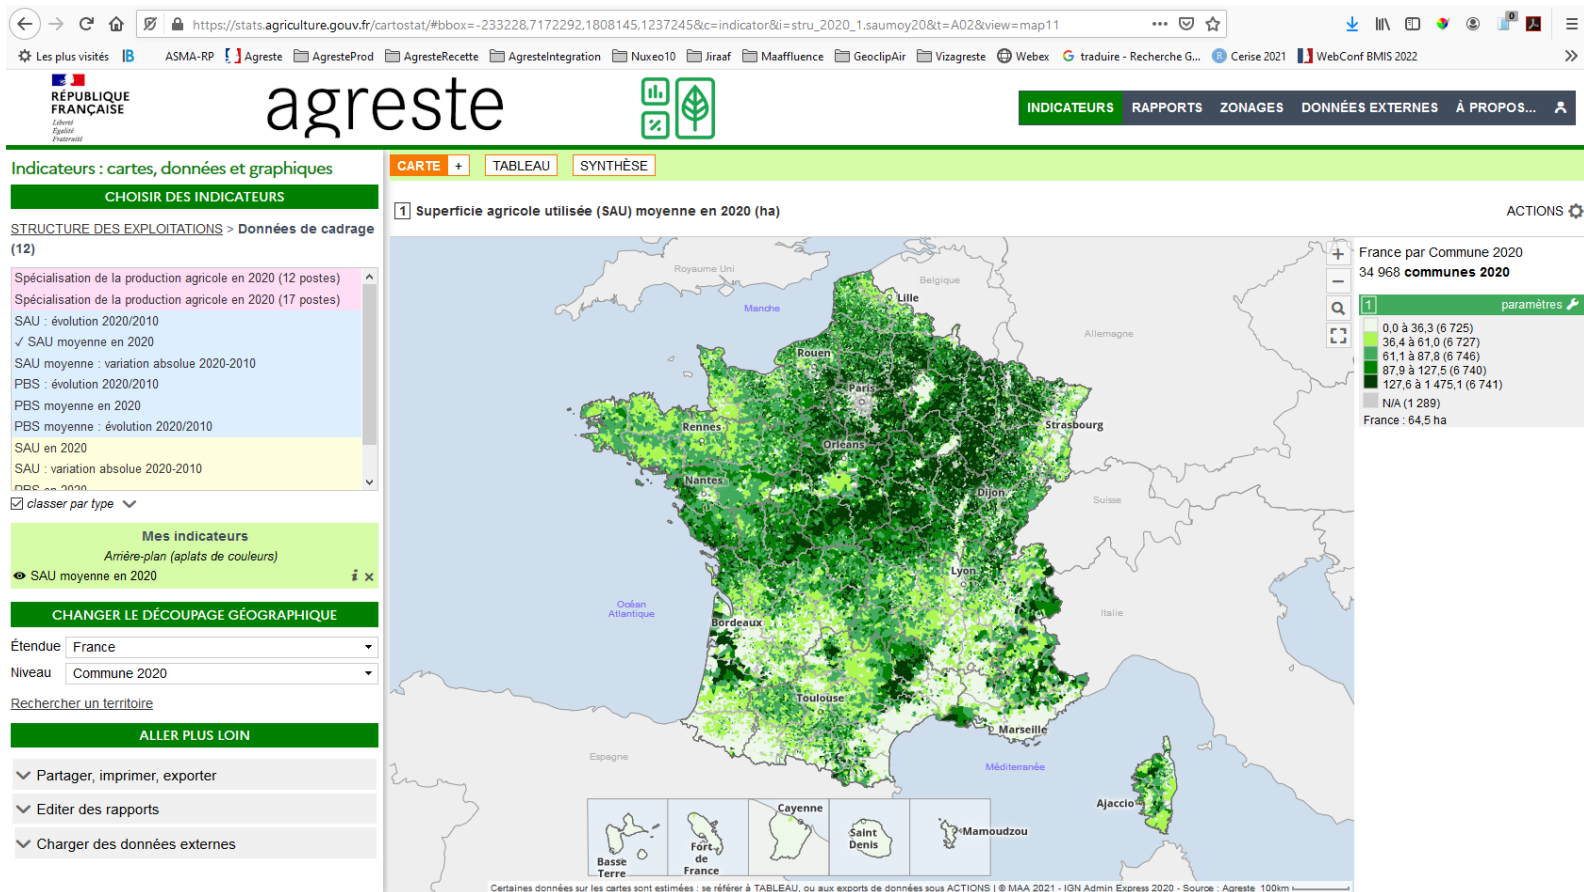 https://stats.agriculture.gouv.fr/cartostat/#bbox=-233228,7172292,1808145,1237245&c=indicator&i=stru_2020_1.saumoy20&t=A02&view=map11
Les plus visités
ASMA-RP
Agreste
AgresteProd
AgresteRecette
AgresteIntegration
Nuxeo10
Jiraaf
Maaffluence
GeoclipAir
Vizagreste
Webex
traduire - Recherche G...
Cerise 2021
WebConf BMIS 2022
RÉPUBLIQUE
FRANÇAISE
Liberté
Égalité
Fraternité
agreste
INDICATEURS RAPPORTS ZONAGES DONNÉES EXTERNES À PROPOS...
Indicateurs : cartes, données et graphiques
CHOISIR DES INDICATEURS
STRUCTURE DES EXPLOITATIONS > Données de cadrage
(12)
Spécialisation de la production agricole en 2020 (12 postes)
Spécialisation de la production agricole en 2020 (17 postes)
SAU : évolution 2020/2010
✓ SAU moyenne en 2020
SAU moyenne : variation absolue 2020-2010
PBS : évolution 2020/2010
PBS moyenne en 2020
PBS moyenne : évolution 2020/2010
SAU en 2020
SAU : variation absolue 2020-2010
PBS en 2020
classer par type
Mes indicateurs
Arrière-plan (aplats de couleurs)
SAU moyenne en 2020
i x
CHANGER LE DÉCOUPAGE GÉOGRAPHIQUE
Étendue France
Niveau Commune 2020
Rechercher un territoire
ALLER PLUS LOIN
Partager, imprimer, exporter
Editer des rapports
Charger des données externes
CARTE +
TABLEAU
SYNTHÈSE
1 Superficie agricole utilisée (SAU) moyenne en 2020 (ha)
ACTIONS
Royaume Uni
Belgique
Lille
Manche
Allemagne
Rouen
Paris
Strasbourg
Rennes
Orléans
Nantes
Dijon
Suisse
Lyon
Océan
Atlantique
Bordeaux
Italie
Toulouse
Marseille
Espagne
Méditerranée
Ajaccio
Basse
Terre
Fort
de
France
Cayenne
Saint
Denis
Mamoudzou
France par Commune 2020
34 968 communes 2020
1 paramètres
0,0 à 36,3 (6 725)
36,4 à 61,0 (6 727)
61,1 à 87,8 (6 746)
87,9 à 127,5 (6 740)
127,6 à 1 475,1 (6 741)
N/A (1 289)
France : 64,5 ha
Certaines données sur les cartes sont estimées : se référer à TABLEAU, ou aux exports de données sous ACTIONS | © MAA 2021 - IGN Admin Express 2020 - Source : Agreste 100km